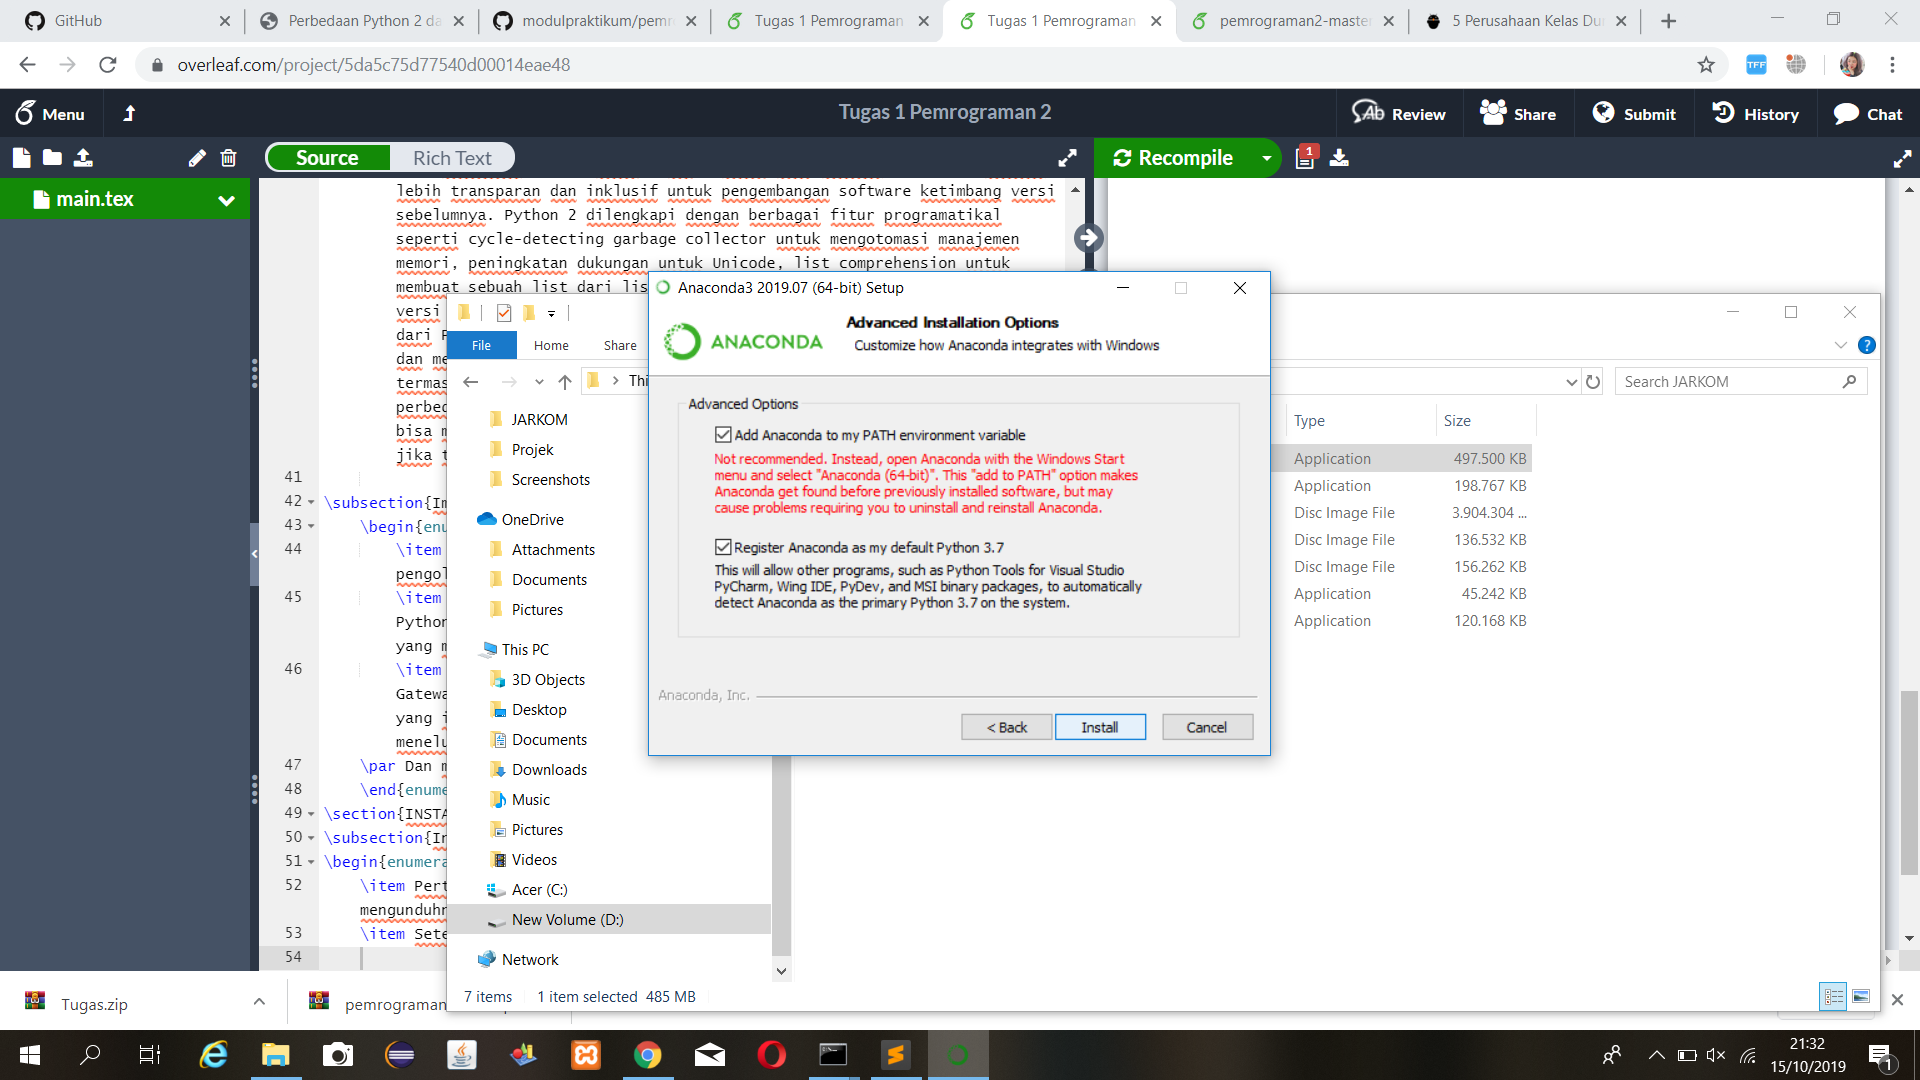 GitHub
Perbedaan Python 2 da
modulpraktikum/pemr
Tugas 1 Pemrograman
Tugas 1 Pemrograman
pemrograman2-master
5 Perusahaan Kelas Du
overleaf.com/project/5da5c75d77540d00014eae48
TFF
Menu
Tugas 1 Pemrograman 2
Review
Share
Submit
History
Chat
Source
Rich Text
Recompile
1
main.tex
lebih transparan dan inklusif untuk pengembangan software ketimbang versi
sebelumnya. Python 2 dilengkapi dengan berbagai fitur programatikal
seperti cycle-detecting garbage collector untuk mengotomasi manajemen
memori, peningkatan dukungan untuk Unicode, list comprehension untuk
membuat sebuah list dari lis
versi
dari P
dan me
termas
perbed
bisa m
jika t
41
42 \subsection{Im
43 \begin{enu
44 \item
pengol
45 \item
Python
yang m
46 \item
Gatewa
yang i
menelu
47 \par Dan m
48 \end{enume
49 \section{INSTA
50 \subsection{In
51 \begin{enumera
52 \item Pert
mengunduhn
53 \item Sete
54
File
Home
Share
Thi
Search JARKOM
JARKOM
Projek
Screenshots
OneDrive
Attachments
Documents
Pictures
This PC
3D Objects
Desktop
Documents
Downloads
Music
Pictures
Videos
Acer (C:)
New Volume (D:)
Network
Type Size
Application 497.500 KB
Application 198.767 KB
Disc Image File 3.904.304 ...
Disc Image File 136.532 KB
Disc Image File 156.262 KB
Application 45.242 KB
Application 120.168 KB
7 items 1 item selected 485 MB
Anaconda3 2019.07 (64-bit) Setup
ANACONDA
Advanced Installation Options
Customize how Anaconda integrates with Windows
Advanced Options
Add Anaconda to my PATH environment variable
Not recommended. Instead, open Anaconda with the Windows Start
menu and select "Anaconda (64-bit)". This "add to PATH" option makes
Anaconda get found before previously installed software, but may
cause problems requiring you to uninstall and reinstall Anaconda.
Register Anaconda as my default Python 3.7
This will allow other programs, such as Python Tools for Visual Studio
PyCharm, Wing IDE, PyDev, and MSI binary packages, to automatically
detect Anaconda as the primary Python 3.7 on the system.
Anaconda, Inc.
< Back
Install
Cancel
Tugas.zip
pemrograman
21:32
15/10/2019
1